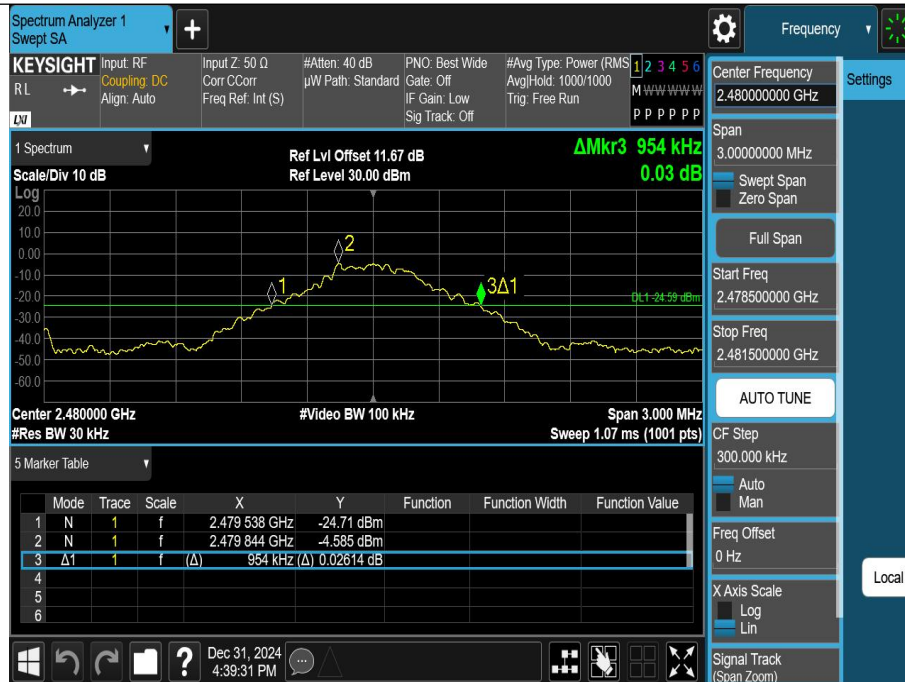 Spectrum Analyzer 1
Swept SA
+
Frequency
KEYSIGHT
RL
LXI
Input: RF
Coupling: DC
Align: Auto
Input Z: 50 Ω
Corr CCorr
Freq Ref: Int (S)
#Atten: 40 dB
µW Path: Standard
PNO: Best Wide
Gate: Off
IF Gain: Low
Sig Track: Off
#Avg Type: Power (RMS
Avg|Hold: 1000/1000
Trig: Free Run
1 2 3 4 5 6
M W W W W W
P P P P P P
1 Spectrum
Scale/Div 10 dB
Ref Lvl Offset 11.67 dB
Ref Level 30.00 dBm
ΔMkr3 954 kHz
0.03 dB
Log
20.0
10.0
0.00
-10.0
-20.0
-30.0
-40.0
-50.0
-60.0
1
2
3Δ1
DL1 -24.59 dBm
Center 2.480000 GHz
#Res BW 30 kHz
#Video BW 100 kHz
Span 3.000 MHz
Sweep 1.07 ms (1001 pts)
5 Marker Table
Mode Trace Scale X Y Function Function Width Function Value
1 N 1 f 2.479 538 GHz -24.71 dBm
2 N 1 f 2.479 844 GHz -4.585 dBm
3 Δ1 1 f (Δ) 954 kHz (Δ) 0.02614 dB
4
5
6
?
Dec 31, 2024
4:39:31 PM
Center Frequency
2.480000000 GHz
Span
3.00000000 MHz
Swept Span
Zero Span
Full Span
Start Freq
2.478500000 GHz
Stop Freq
2.481500000 GHz
AUTO TUNE
CF Step
300.000 kHz
Auto
Man
Freq Offset
0 Hz
X Axis Scale
Log
Lin
Signal Track
(Span Zoom)
Settings
Local